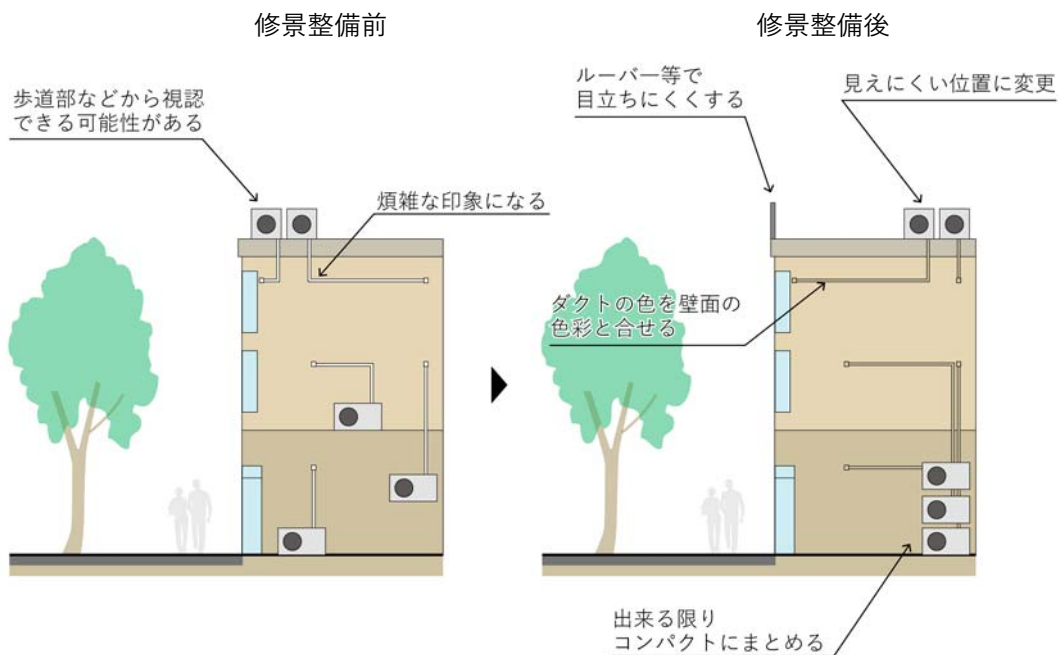 修景整備前
歩道部などから視認
できる可能性がある
煩雑な印象になる
修景整備後
ルーバー等で
目立ちにくくする
見えにくい位置に変更
ダクトの色を壁面の
色彩と合せる
出来る限り
コンパクトにまとめる